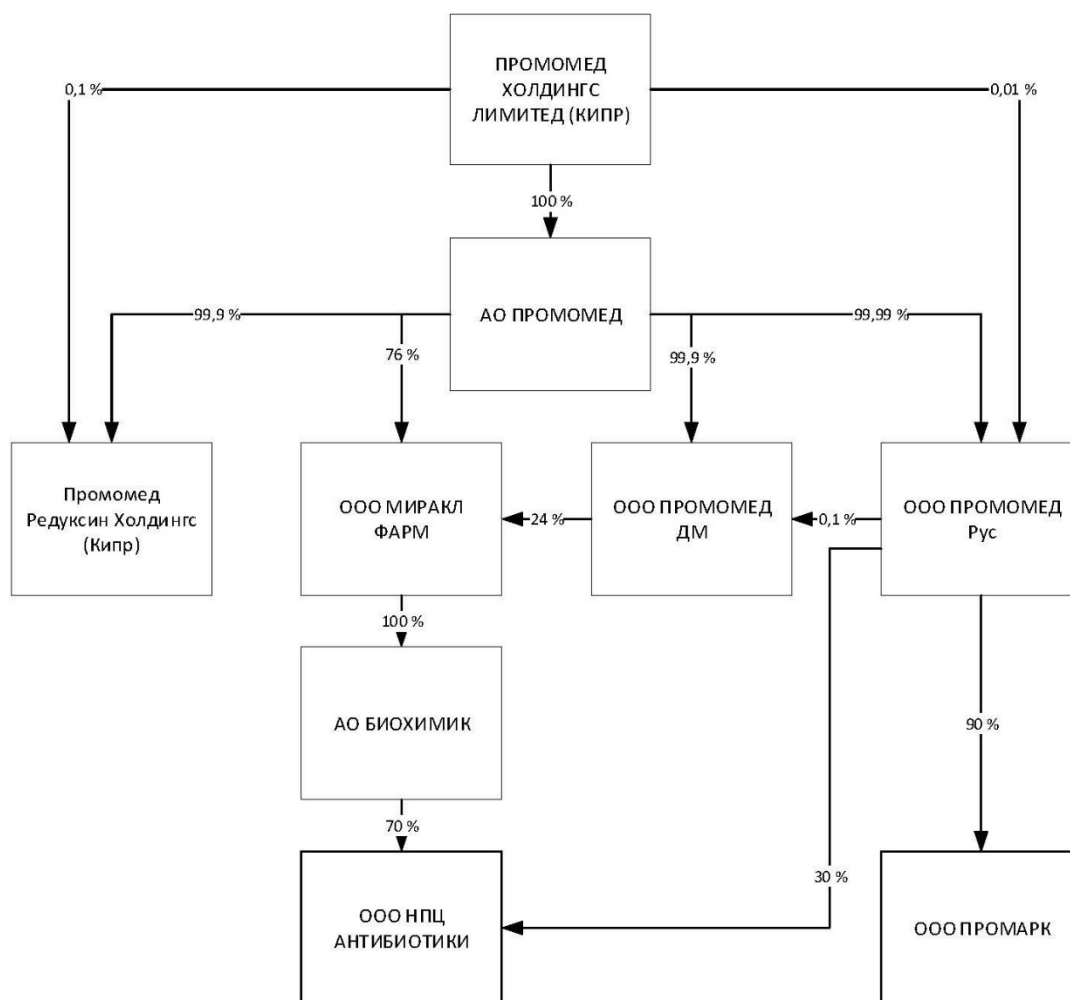 ПРОМОМЕД
ХОЛДИНГС
ЛИМИТЕД (КИПР)
0,1 %
0,01 %
100 %
АО ПРОМОМЕД
99,9 %
99,99 %
76 %
99,9 %
Промомед
Редуксин Холдингс
(Кипр)
ООО МИРАКЛ
ФАРМ
24 %
ООО ПРОМОМЕД
ДМ
0,1 %
ООО ПРОМОМЕД
Рус
100 %
АО БИОХИМИК
90 %
70 %
30 %
ООО НПЦ
АНТИБИОТИКИ
ООО ПРОМАРК